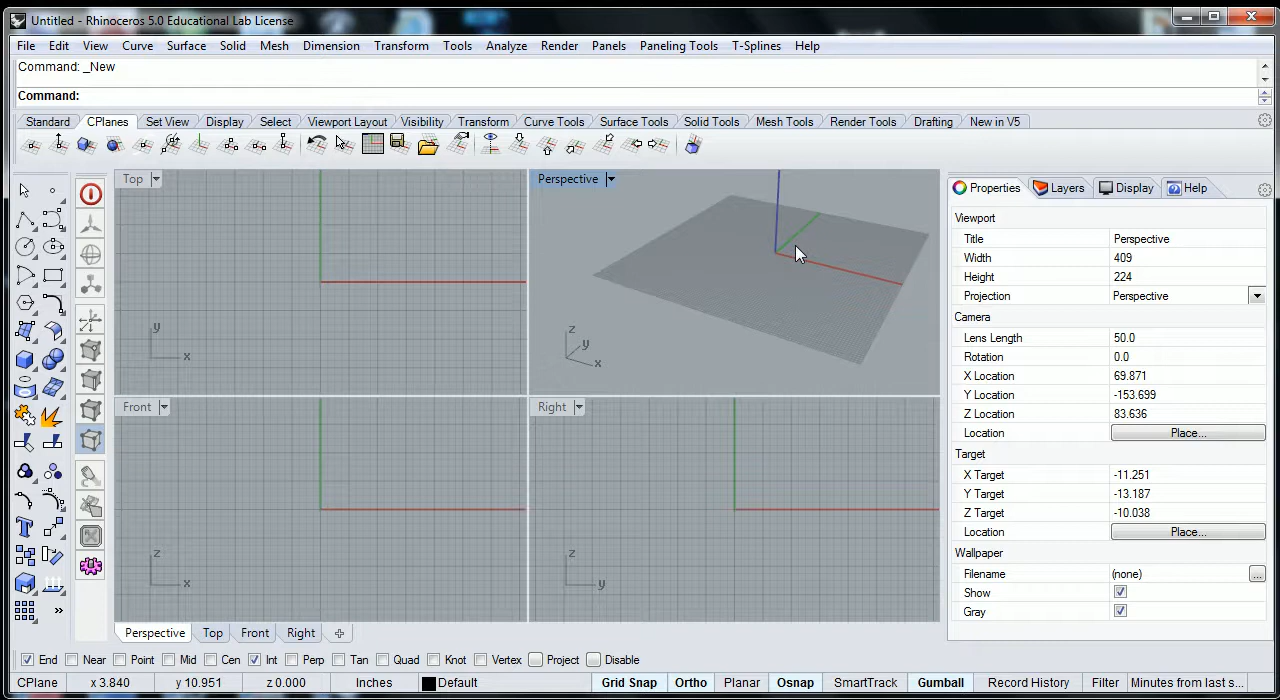 Untitled - Rhinoceros 5.0 Educational Lab License
File Edit View Curve Surface Solid Mesh Dimension Transform Tools Analyze Render Panels Paneling Tools T-Splines Help
Command: _New
Command:
Standard CPlanes Set View Display Select Viewport Layout Visibility Transform Curve Tools Surface Tools Solid Tools Mesh Tools Render Tools Drafting New in V5
Top
y
x
Perspective
z
y
x
Front
z
x
Right
z
y
Properties Layers Display Help
Viewport
Title Perspective
Width 409
Height 224
Projection Perspective
Camera
Lens Length 50.0
Rotation 0.0
X Location 69.871
Y Location -153.699
Z Location 83.636
Location Place...
Target
X Target -11.251
Y Target -13.187
Z Target -10.038
Location Place...
Wallpaper
Filename (none) ...
Show
Gray
Perspective Top Front Right
End Near Point Mid Cen Int Perp Tan Quad Knot Vertex Project Disable
CPlane x 3.840 y 10.951 z 0.000 Inches Default Grid Snap Ortho Planar Osnap SmartTrack Gumball Record History Filter Minutes from last s...